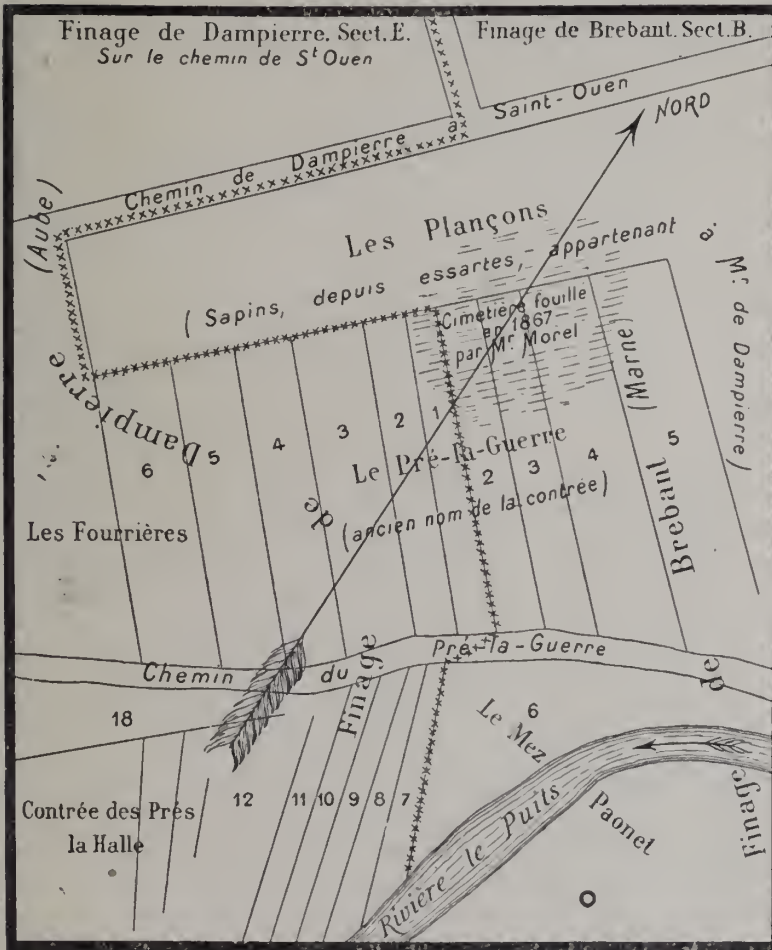 Finage de Dampierre. Sect. E.
Sur le chemin de St Ouen
Finage de Brebant. Sect. B.
Chemin de Dampierre à Saint-Ouen
NORD
Les Plançons
(Sapins, depuis essartes, appartenant à Mr. de Dampierre)
Cimetière fouille
en 1867
par Mr Morel
6 5 4 3 2 1
2 3 4 5
Le Pré-la-Guerre
(ancien nom de la contrée)
Finage de Dampierre (Aube)
Finage de Brebant (Marne)
Les Fourrières
Chemin du Pré-la-Guerre
18
12 11 10 9 8 7
6
Le Mez
Contrée des Prés
la Halle
Rivière le Puits
Paonet